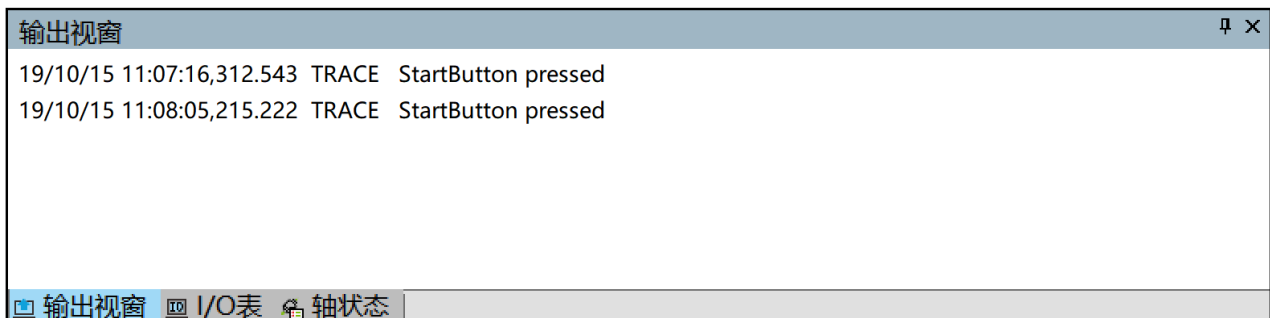 输出视窗
19/10/15 11:07:16,312.543 TRACE StartButton pressed
19/10/15 11:08:05,215.222 TRACE StartButton pressed
输出视窗 IO I/O表 轴状态